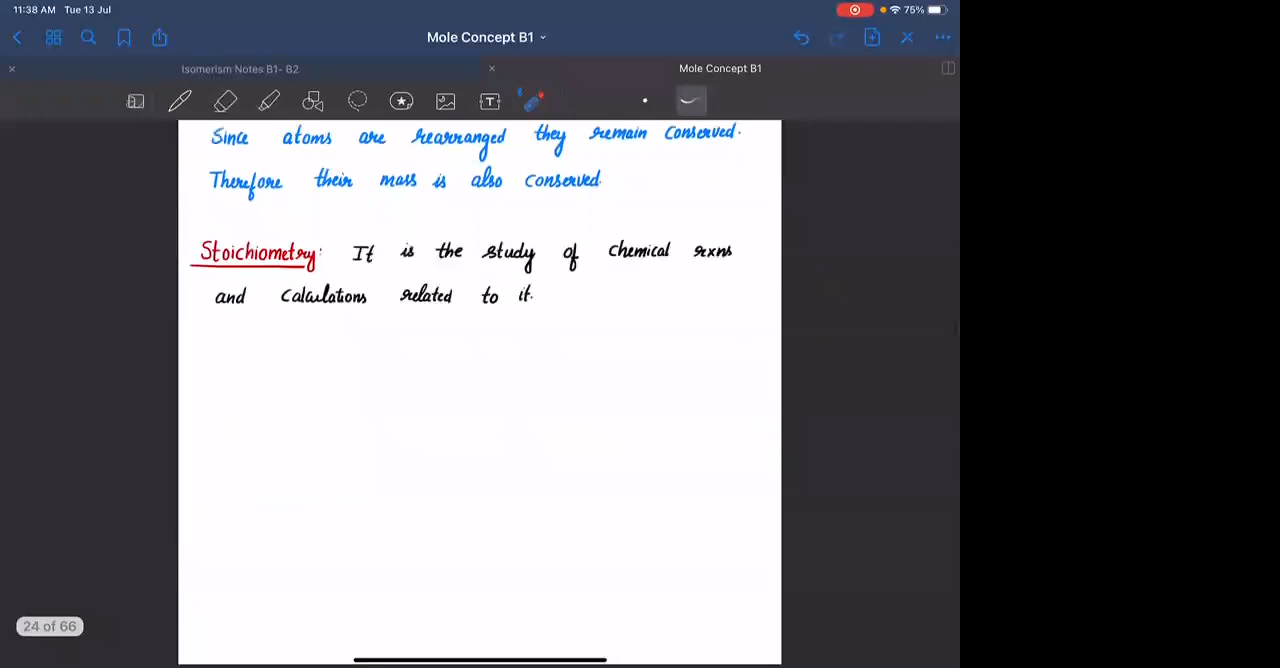 11:38 AM Tue 13 Jul
75%
Mole Concept B1
Isomerism Notes B1- B2
Mole Concept B1
T
Since atoms are rearranged they remain conserved.
Therefore their mass is also conserved.
Stoichiometry: It is the study of chemical rxns
and calculations related to it.
24 of 66